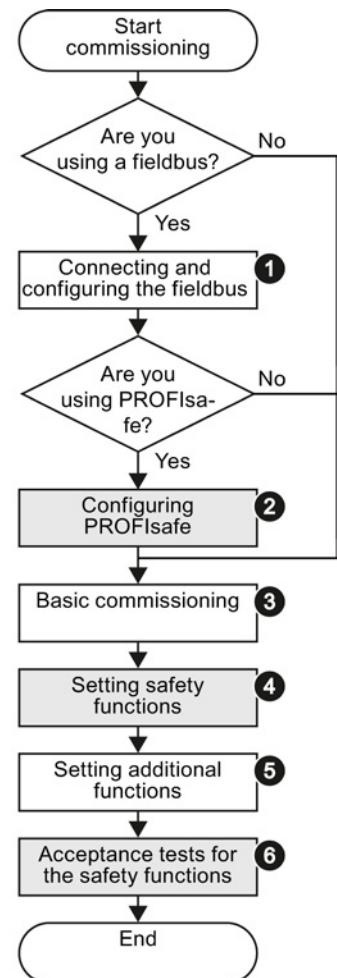 Start
commissioning
Are you
using a fieldbus?
No
Yes
Connecting and
configuring the fieldbus
1
Are you
using PROFIsa-
fe?
No
Yes
Configuring
PROFIsafe
2
Basic commissioning
3
Setting safety
functions
4
Setting additional
functions
5
Acceptance tests for
the safety functions
6
End